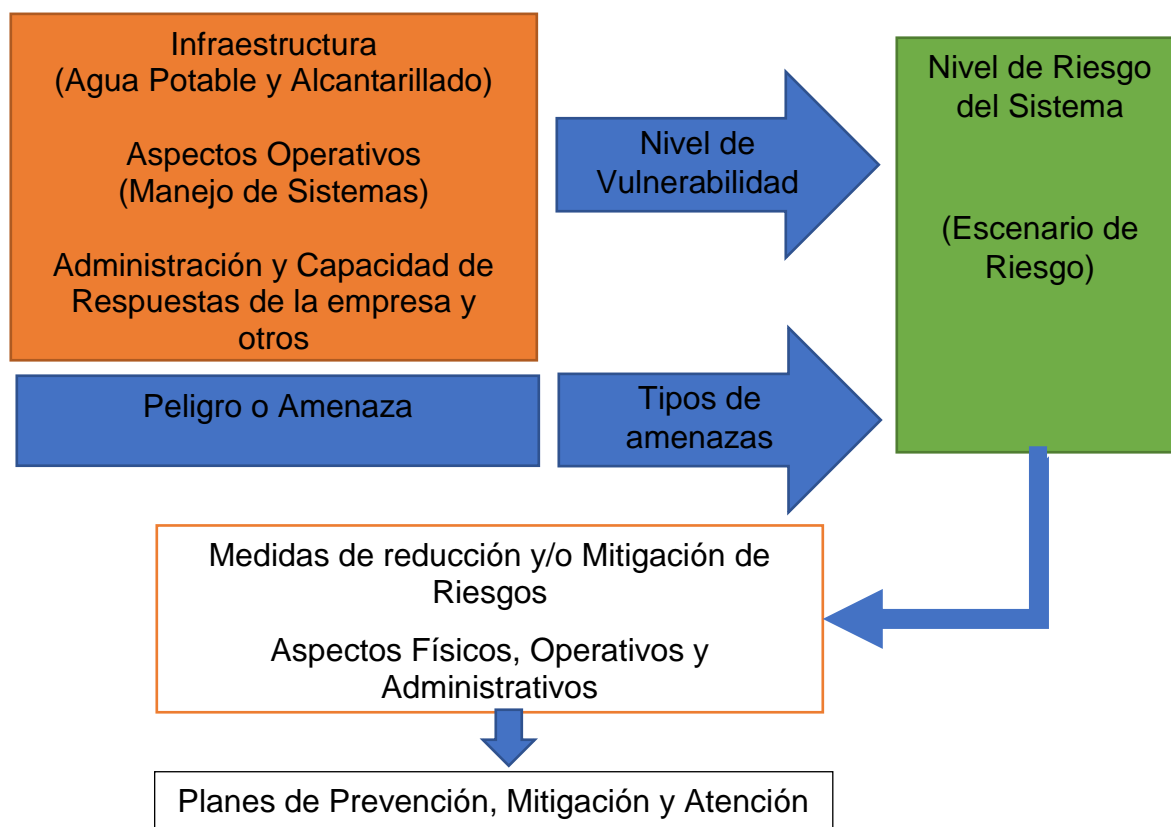 Infraestructura
(Agua Potable y Alcantarillado)
Aspectos Operativos
(Manejo de Sistemas)
Administración y Capacidad de
Respuestas de la empresa y
otros
Nivel de
Vulnerabilidad
Nivel de Riesgo
del Sistema
(Escenario de
Riesgo)
Peligro o Amenaza
Tipos de
amenazas
Medidas de reducción y/o Mitigación de
Riesgos
Aspectos Físicos, Operativos y
Administrativos
Planes de Prevención, Mitigación y Atención